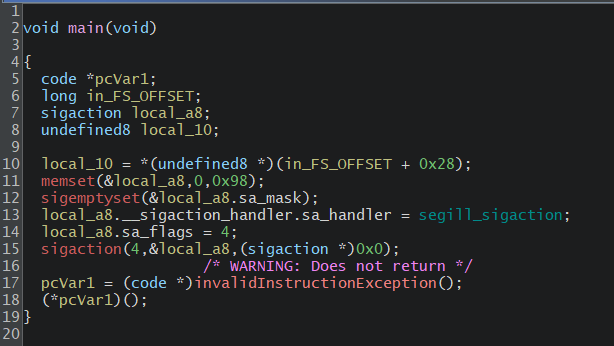 1
2 void main(void)
3
4 {
5 code *pcVar1;
6 long in_FS_OFFSET;
7 sigaction local_a8;
8 undefined8 local_10;
9
10 local_10 = *(undefined8 *)(in_FS_OFFSET + 0x28);
11 memset(&local_a8,0,0x98);
12 sigemptyset(&local_a8.sa_mask);
13 local_a8.__sigaction_handler.sa_handler = segill_sigaction;
14 local_a8.sa_flags = 4;
15 sigaction(4,&local_a8,(sigaction *)0x0);
16 /* WARNING: Does not return */
17 pcVar1 = (code *)invalidInstructionException();
18 (*pcVar1)();
19 }
20